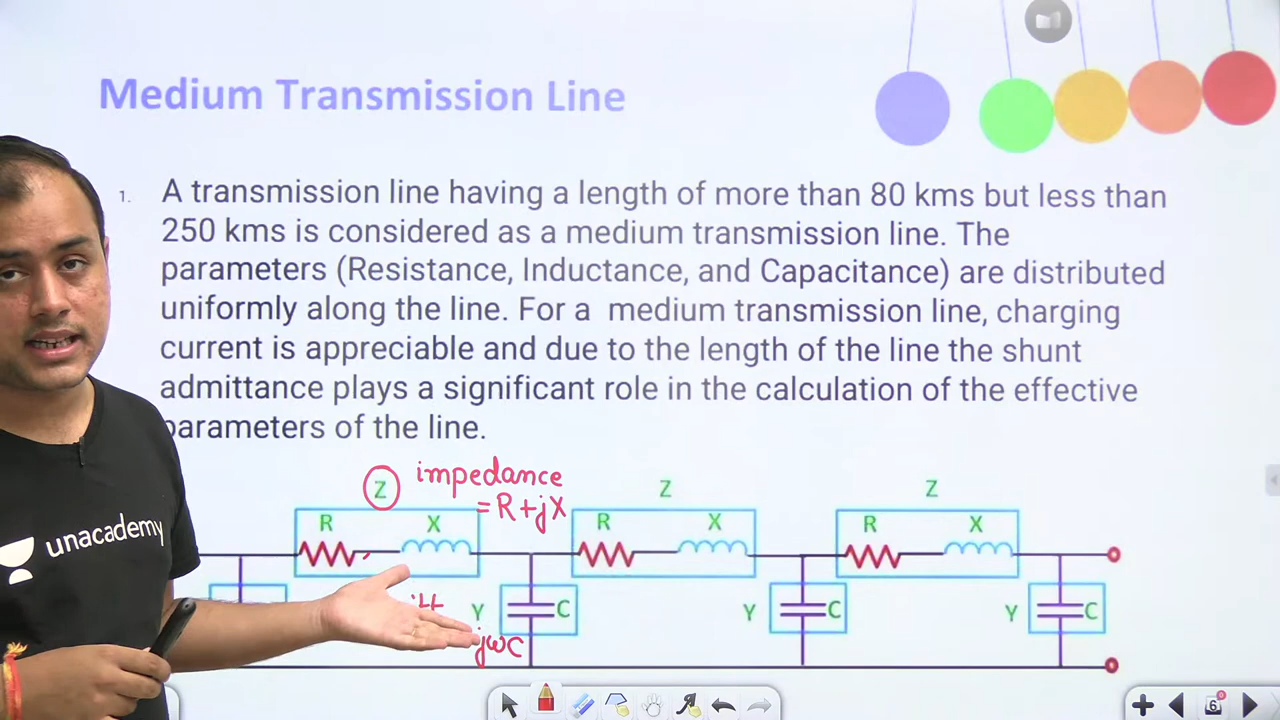 Medium Transmission Line
1. A transmission line having a length of more than 80 kms but less than
250 kms is considered as a medium transmission line. The
parameters (Resistance, Inductance, and Capacitance) are distributed
uniformly along the line. For a medium transmission line, charging
current is appreciable and due to the length of the line the shunt
admittance plays a significant role in the calculation of the effective
parameters of the line.
Z impedance Z Z
= R+jX
R X R X R X
Y C Y C Y C
jωC
unacademy
6